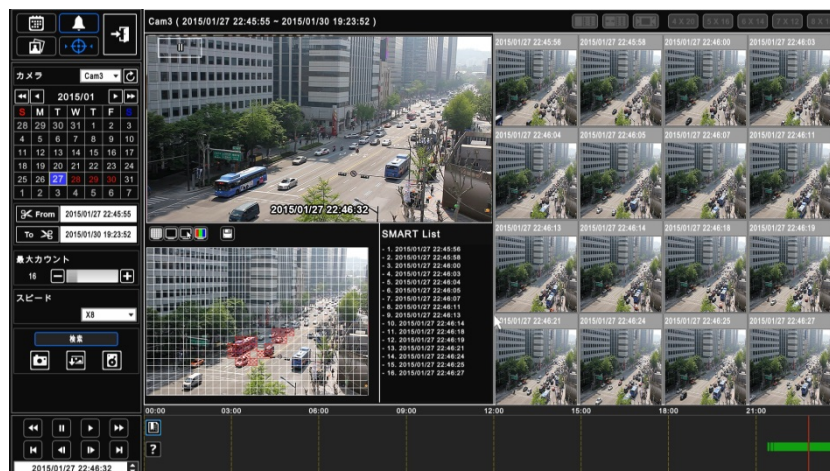 Cam3 ( 2015/01/27 22:45:55 ~ 2015/01/30 19:23:52 )
4 X 20
5 X 16
6 X 14
7 X 12
カメラ
Cam3
2015/01
S M T W T F S
28 29 30 31 1 2 3
4 5 6 7 8 9 10
11 12 13 14 15 16 17
18 19 20 21 22 23 24
25 26 27 28 29 30 31
1 2 3 4 5 6 7
From 2015/01/27 22:45:55
To 2015/01/30 19:23:52
最大カウント
16
スピード
X8
検索
2015/01/27 22:46:32
2015/01/27 22:46:32
SMART List
- 1. 2015/01/27 22:45:56
- 2. 2015/01/27 22:45:58
- 3. 2015/01/27 22:46:00
- 4. 2015/01/27 22:46:03
- 5. 2015/01/27 22:46:04
- 6. 2015/01/27 22:46:05
- 7. 2015/01/27 22:46:07
- 8. 2015/01/27 22:46:11
- 9. 2015/01/27 22:46:13
- 10. 2015/01/27 22:46:14
- 11. 2015/01/27 22:46:18
- 12. 2015/01/27 22:46:19
- 13. 2015/01/27 22:46:21
- 14. 2015/01/27 22:46:24
- 15. 2015/01/27 22:46:25
- 16. 2015/01/27 22:46:27
2015/01/27 22:45:56
2015/01/27 22:45:58
2015/01/27 22:46:00
2015/01/27 22:46:03
2015/01/27 22:46:04
2015/01/27 22:46:05
2015/01/27 22:46:07
2015/01/27 22:46:11
2015/01/27 22:46:13
2015/01/27 22:46:14
2015/01/27 22:46:18
2015/01/27 22:46:19
2015/01/27 22:46:21
2015/01/27 22:46:24
2015/01/27 22:46:25
2015/01/27 22:46:27
00:00 03:00 06:00 09:00 12:00 15:00 18:00 21:00
?